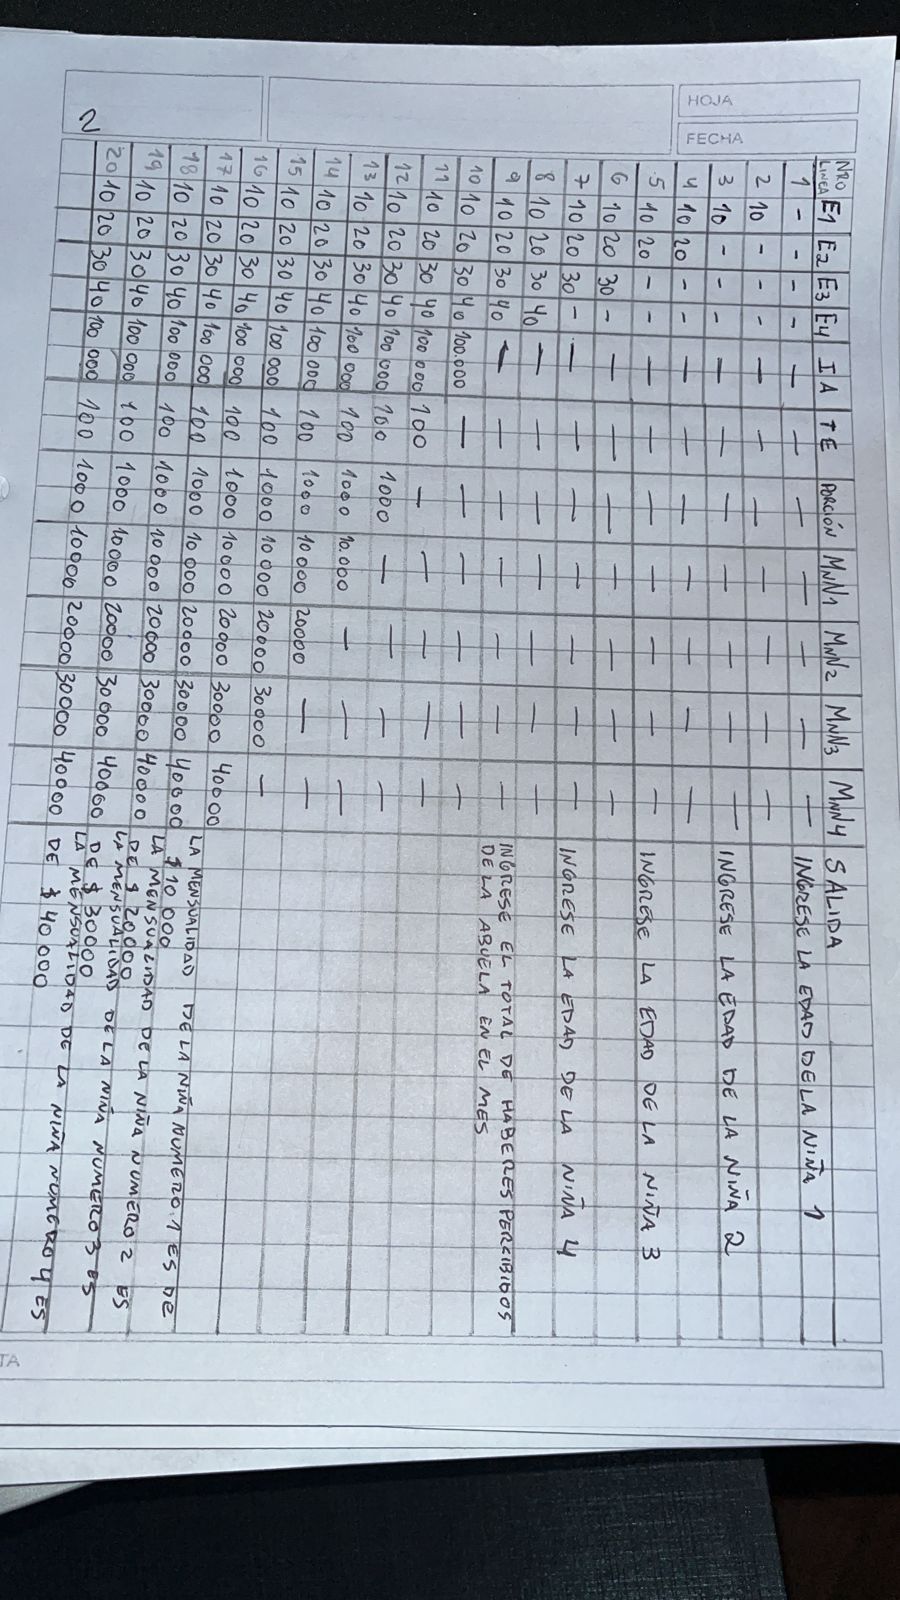 HOJA
FECHA
2
NRO LINEA E1 E2 E3 E4 IA TE PORCIÓN MNN1 MNN2 MNN3 MNN4 SALIDA
1 - - - - — — — — — — — INGRESE LA EDAD DE LA NIÑA 1
2 10 - - - — — — — — — —
3 10 - - - — — — — — — — INGRESE LA EDAD DE LA NIÑA 2
4 10 20 - - — — — — — — —
5 10 20 - - — — — — — — — INGRESE LA EDAD DE LA NIÑA 3
6 10 20 30 - — — — — — — —
7 10 20 30 - — — — — — — — INGRESE LA EDAD DE LA NIÑA 4
8 10 20 30 40 — — — — — — —
9 10 20 30 40 — — — — — — — INGRESE EL TOTAL DE HABERES PERCIBIDOS
DE LA ABUELA EN EL MES
10 10 20 30 40 100.000 — — — — — —
11 10 20 30 40 100 000 100 — — — — —
12 10 20 30 40 100 000 100 1000 — — — —
13 10 20 30 40 100 000 100 1000 10.000 — — —
14 10 20 30 40 100 000 100 1000 10000 20000 — —
15 10 20 30 40 100 000 100 1000 10 000 20000 30000 —
16 10 20 30 40 100 000 100 1000 10000 20000 30000 40000
17 10 20 30 40 100 000 100 1000 10 000 20000 30000 40000 LA MENSUALIDAD DE LA NIÑA NUMERO 1 ES DE
$ 10 000
18 10 20 30 40 100 000 100 1000 10 000 20000 30000 40000 LA MENSUALIDAD DE LA NIÑA NUMERO 2 ES
DE $ 20000
19 10 20 30 40 100 000 100 1000 10000 20000 30000 40000 LA MENSUALIDAD DE LA NIÑA NUMERO 3 ES
DE $ 30000
20 10 20 30 40 100 000 100 1000 10000 20000 30000 40000 LA MENSUALIDAD DE LA NIÑA NUMERO 4 ES
DE $ 40 000
TA